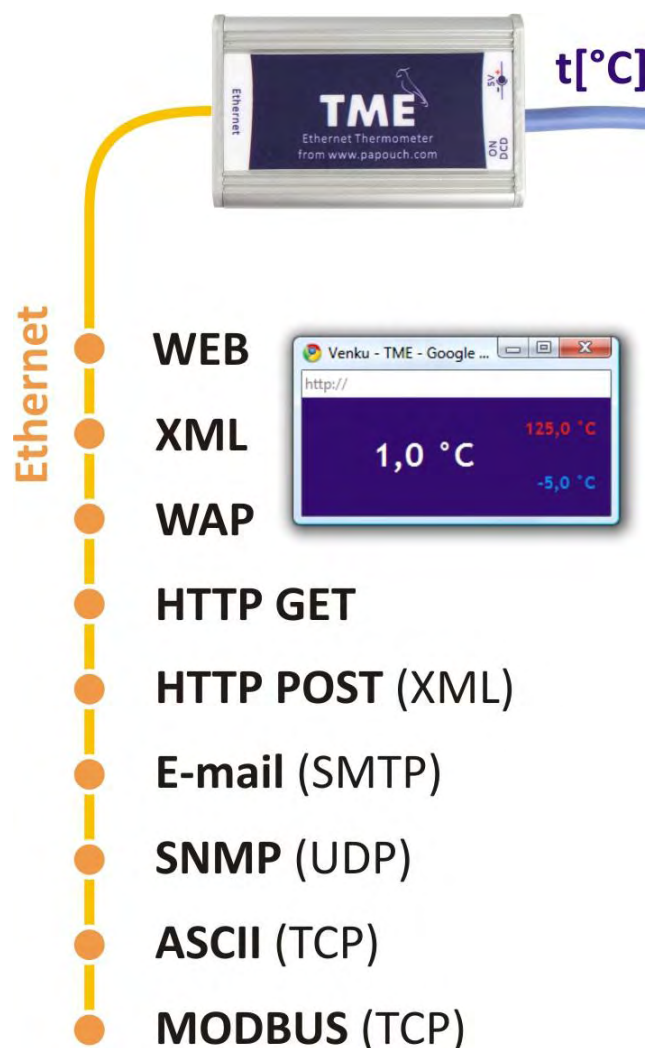 t[°C]
Ethernet
TME
Ethernet Thermometer
from www.papouch.com
- 5V +
ON
DCD
Ethernet
WEB
Venku - TME - Google ...
http://
125,0 °C
1,0 °C
-5,0 °C
XML
WAP
HTTP GET
HTTP POST (XML)
E-mail (SMTP)
SNMP (UDP)
ASCII (TCP)
MODBUS (TCP)